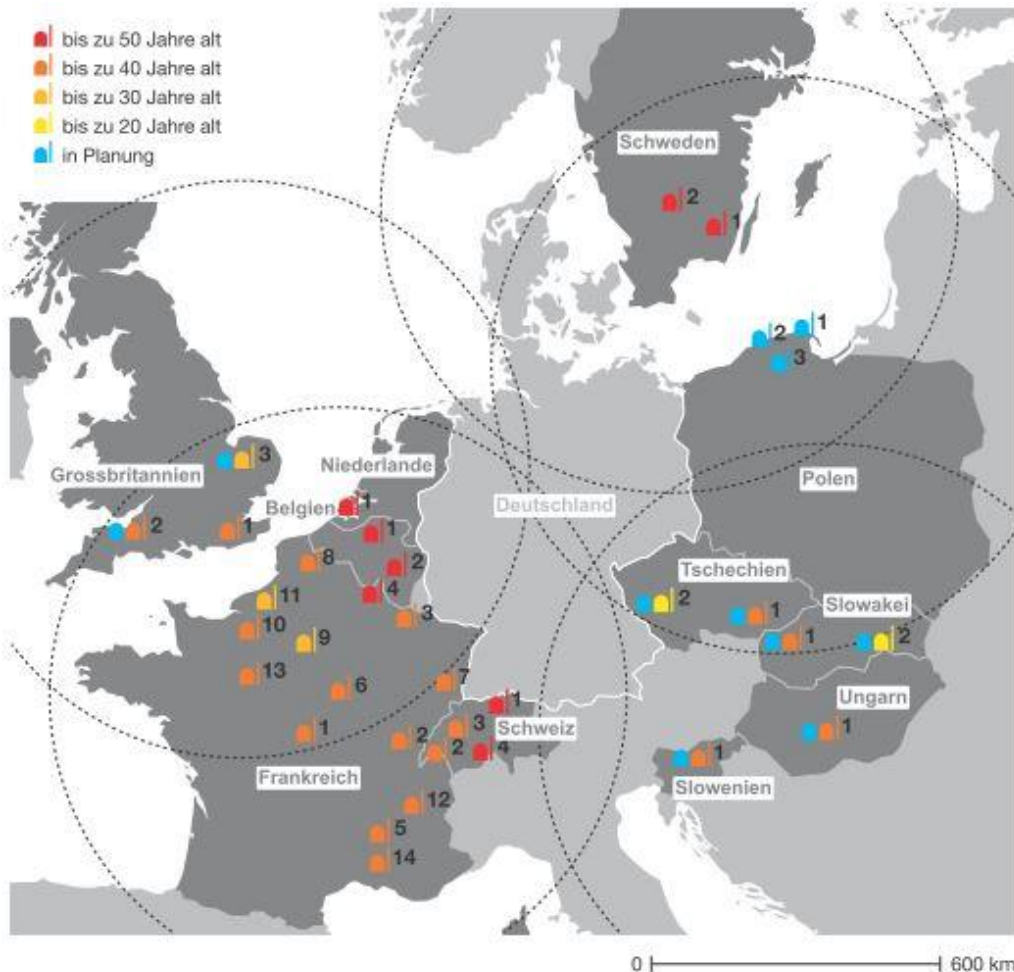 bis zu 50 Jahre alt
bis zu 40 Jahre alt
bis zu 30 Jahre alt
bis zu 20 Jahre alt
in Planung
Schweden
2
1
1
2
3
3
Grossbritannien
Niederlande
Polen
Deutschland
Belgien
1
2
1
1
8
2
Tschechien
2
4
11
3
1
Slowakei
10
9
1
2
13
6
7
Ungarn
1
Schweiz
3
1
2
1
2
4
1
Frankreich
Slowenien
12
5
14
0
600 km